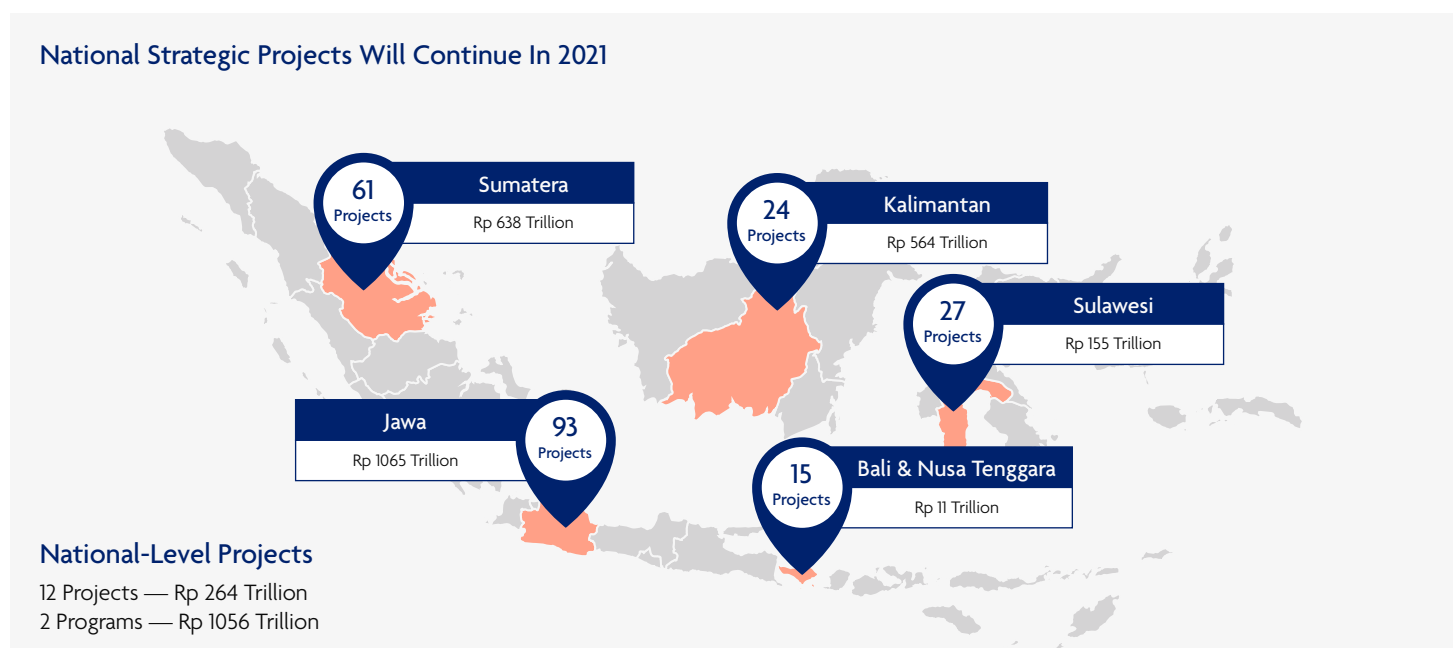 National Strategic Projects Will Continue In 2021
61
Projects
Sumatera
Rp 638 Trillion
24
Projects
Kalimantan
Rp 564 Trillion
27
Projects
Sulawesi
Rp 155 Trillion
Jawa
Rp 1065 Trillion
93
Projects
15
Projects
Bali & Nusa Tenggara
Rp 11 Trillion
National-Level Projects
12 Projects — Rp 264 Trillion
2 Programs — Rp 1056 Trillion